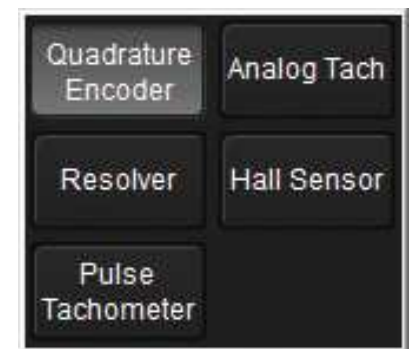 Quadrature
Encoder
Analog Tach
Resolver
Hall Sensor
Pulse
Tachometer